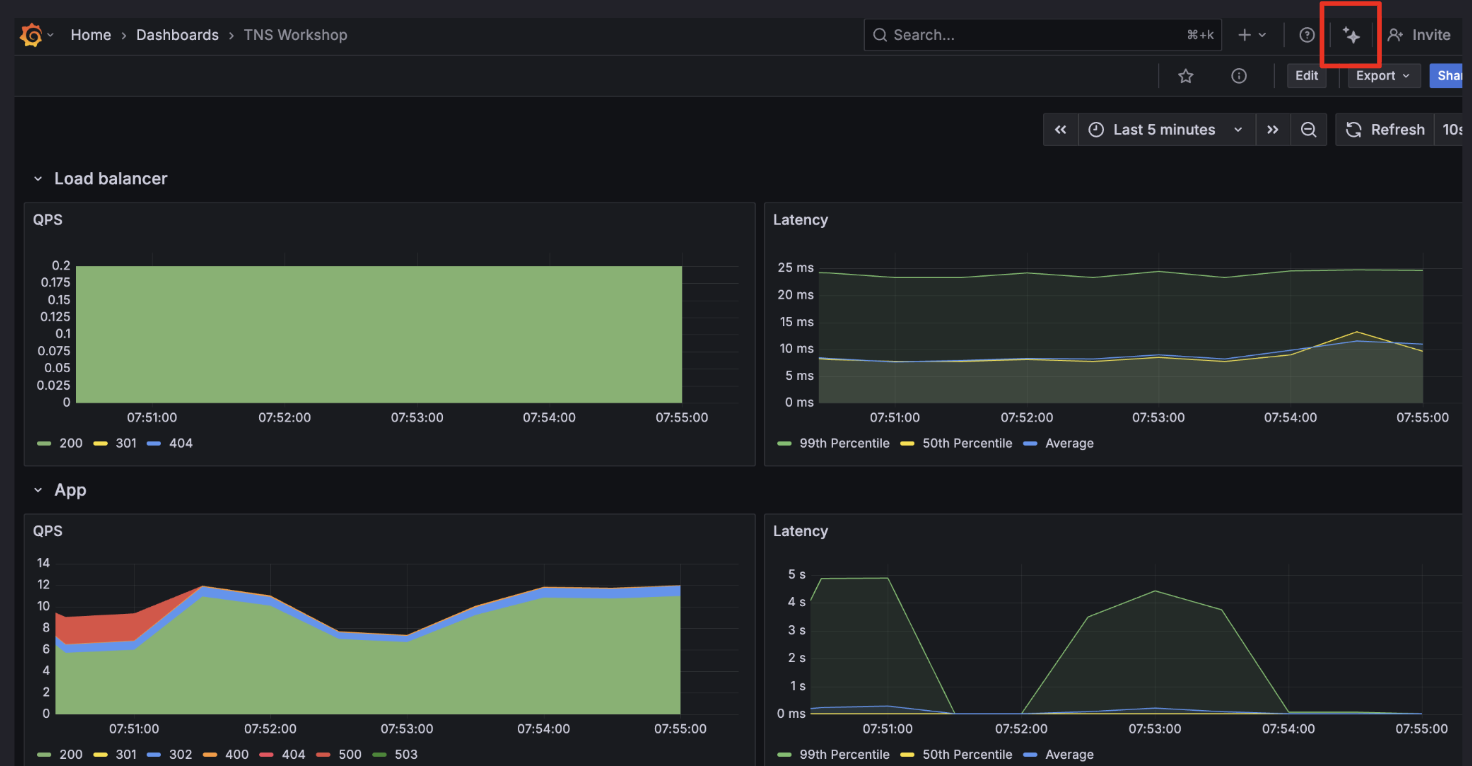 Home › Dashboards › TNS Workshop Search... ⌘+k + Invite
Edit Export Shar
Last 5 minutes Refresh 10s
Load balancer
QPS
0.2
0.175
0.15
0.125
0.1
0.075
0.05
0.025
0
07:51:00 07:52:00 07:53:00 07:54:00 07:55:00
200 301 404
Latency
25 ms
20 ms
15 ms
10 ms
5 ms
0 ms
07:51:00 07:52:00 07:53:00 07:54:00 07:55:00
99th Percentile 50th Percentile Average
App
QPS
14
12
10
8
6
4
2
0
07:51:00 07:52:00 07:53:00 07:54:00 07:55:00
200 301 302 400 404 500 503
Latency
5 s
4 s
3 s
2 s
1 s
0 ms
07:51:00 07:52:00 07:53:00 07:54:00 07:55:00
99th Percentile 50th Percentile Average